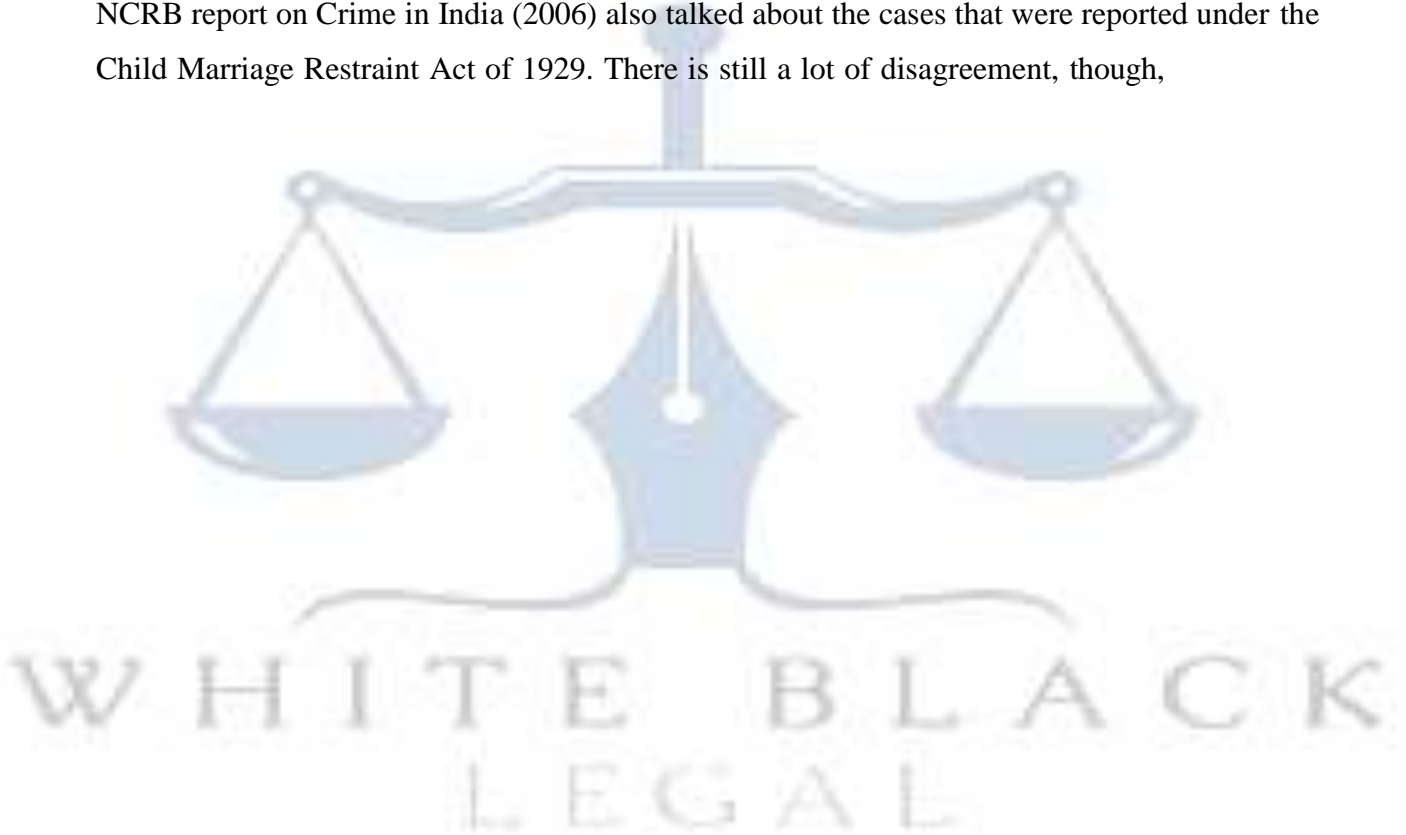 NCRB report on Crime in India (2006) also talked about the cases that were reported under the
Child Marriage Restraint Act of 1929. There is still a lot of disagreement, though,
WHITE BLACK
LEGAL